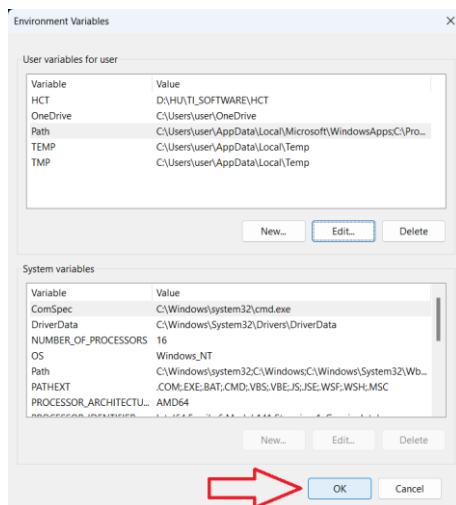 Environment Variables
User variables for user
Variable Value
HCT D:\HU\TI_SOFTWARE\HCT
OneDrive C:\Users\user\OneDrive
Path C:\Users\user\AppData\Local\Microsoft\WindowsApps;C:\Pro...
TEMP C:\Users\user\AppData\Local\Temp
TMP C:\Users\user\AppData\Local\Temp
New... Edit... Delete
System variables
Variable Value
ComSpec C:\Windows\system32\cmd.exe
DriverData C:\Windows\System32\Drivers\DriverData
NUMBER_OF_PROCESSORS 16
OS Windows_NT
Path C:\Windows\system32;C:\Windows;C:\Windows\System32\Wb...
PATHEXT .COM;.EXE;.BAT;.CMD;.VBS;.VBE;.JS;.JSE;.WSF;.WSH;.MSC
PROCESSOR_ARCHITECTU... AMD64
New... Edit... Delete
OK Cancel